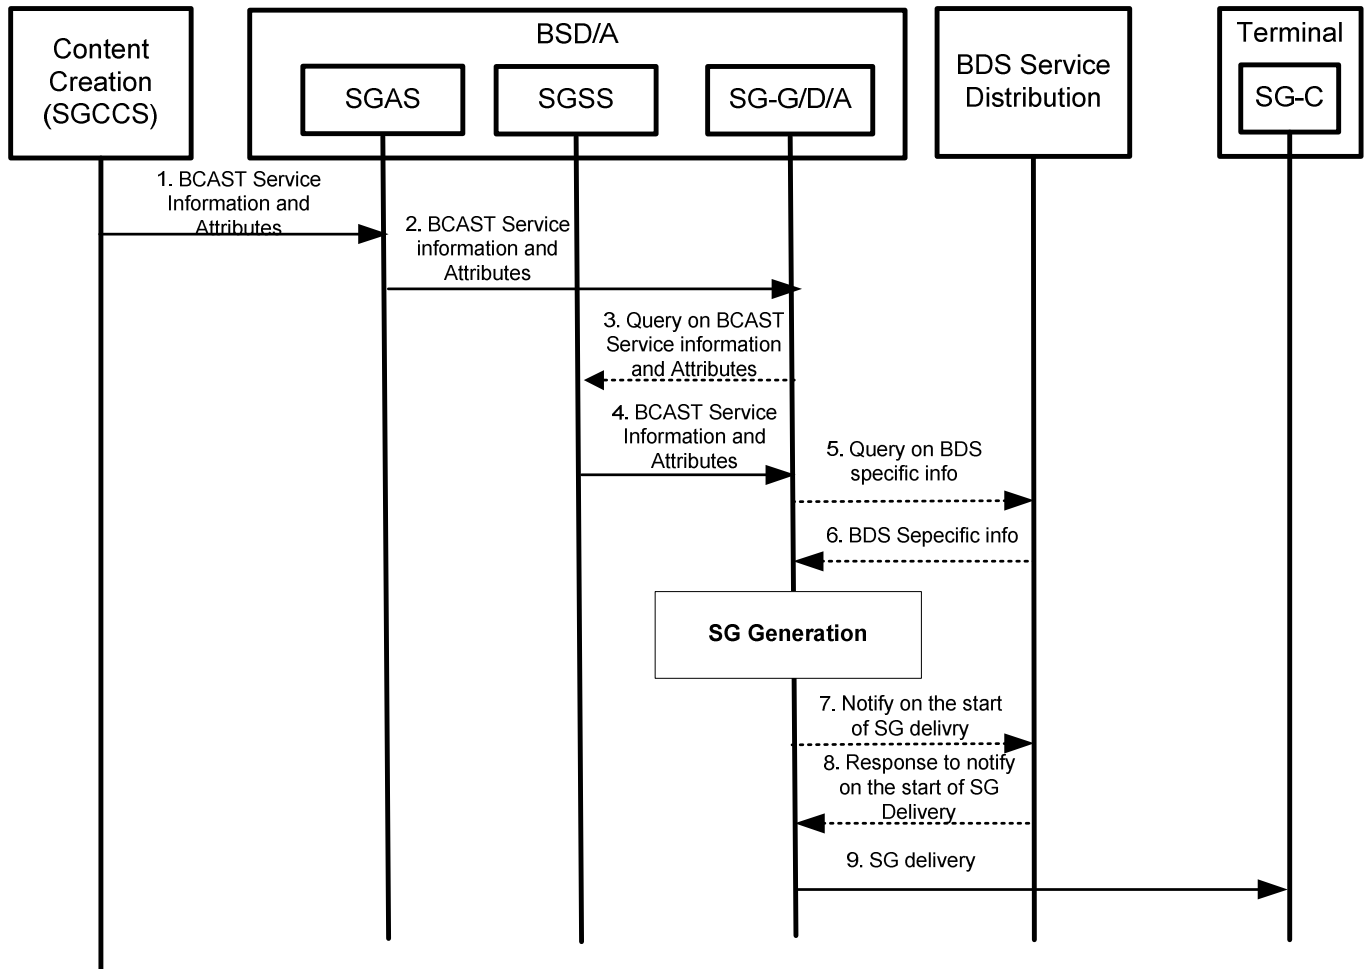 Content
Creation
(SGCCS)
BSD/A
SGAS
SGSS
SG-G/D/A
BDS Service
Distribution
Terminal
SG-C
1. BCAST Service
Information and
Attributes
2. BCAST Service
information and
Attributes
3. Query on BCAST
Service information
and Attributes
4. BCAST Service
Information and
Attributes
5. Query on BDS
specific info
6. BDS Sepecific info
SG Generation
7. Notify on the start
of SG delivry
8. Response to notify
on the start of SG
Delivery
9. SG delivery